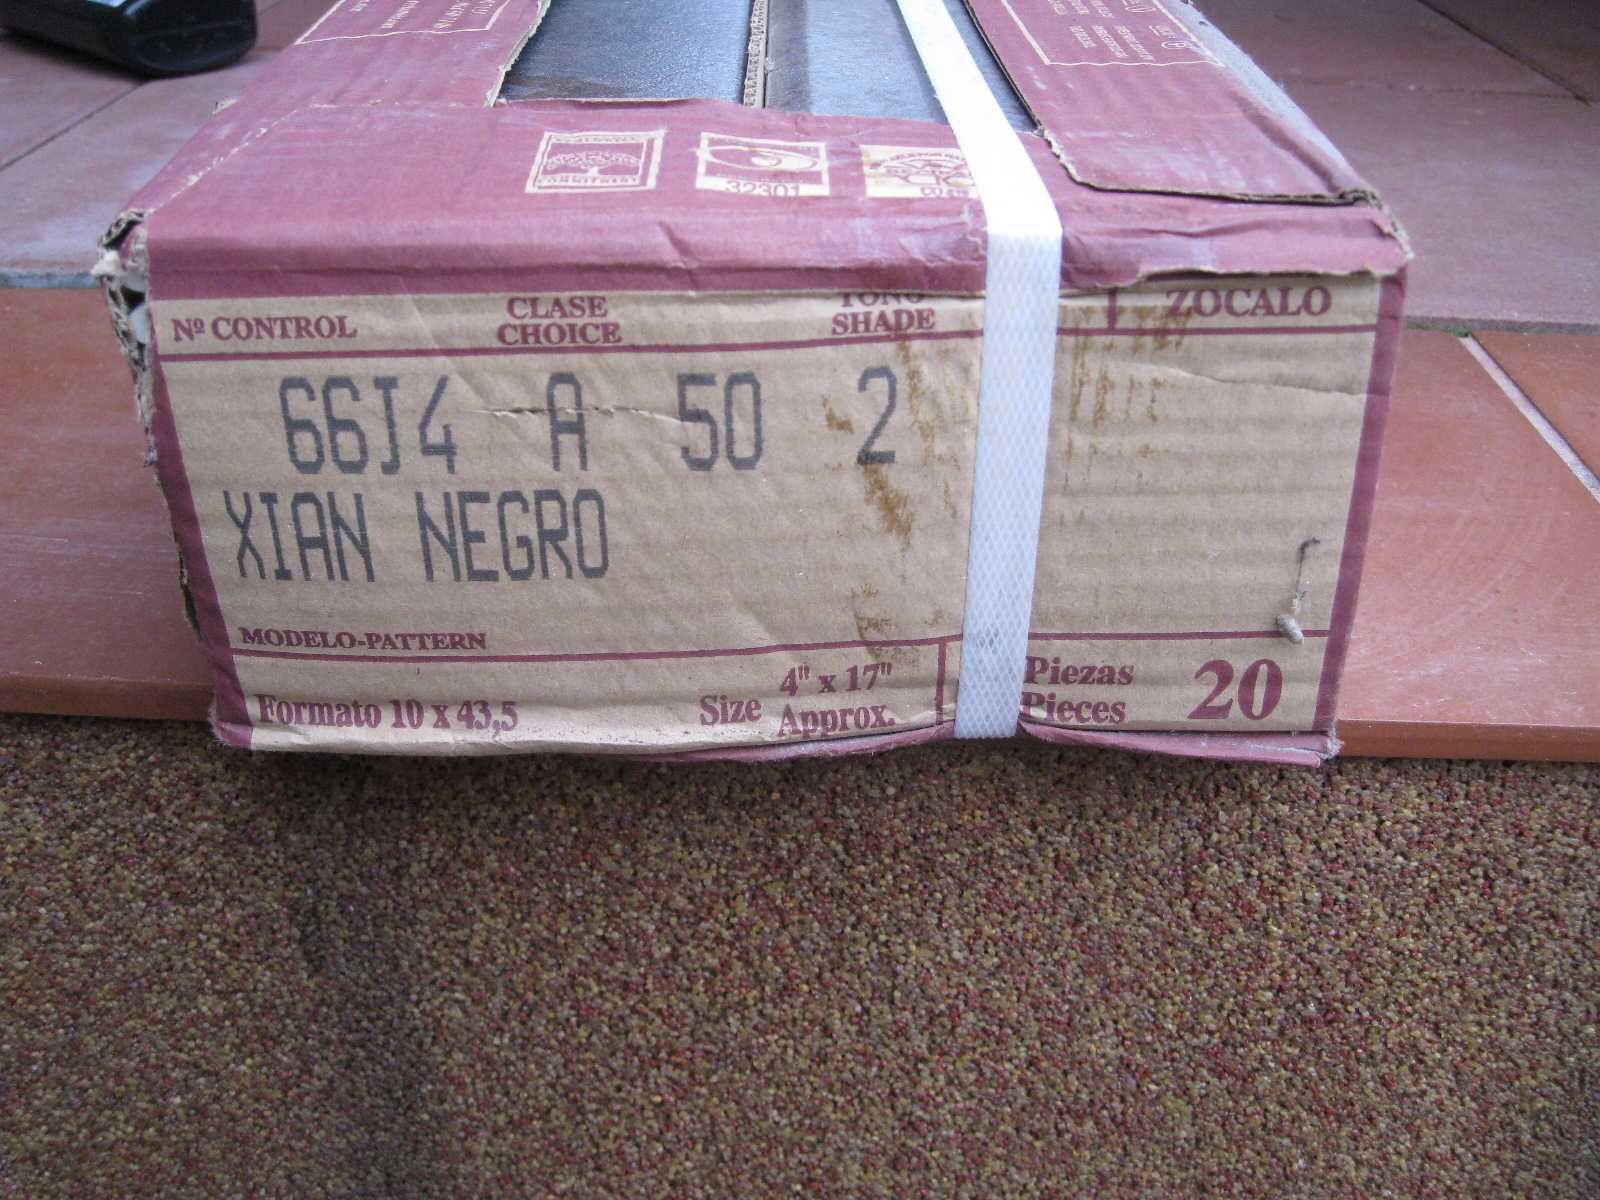 COMMITMENT
32301
Nº CONTROL
CLASE
CHOICE
TONO
SHADE
ZOCALO
66J4 A 50 2
XIAN NEGRO
MODELO-PATTERN
Formato 10 x 43,5
Size 4" x 17"
Approx.
Piezas
Pieces
20